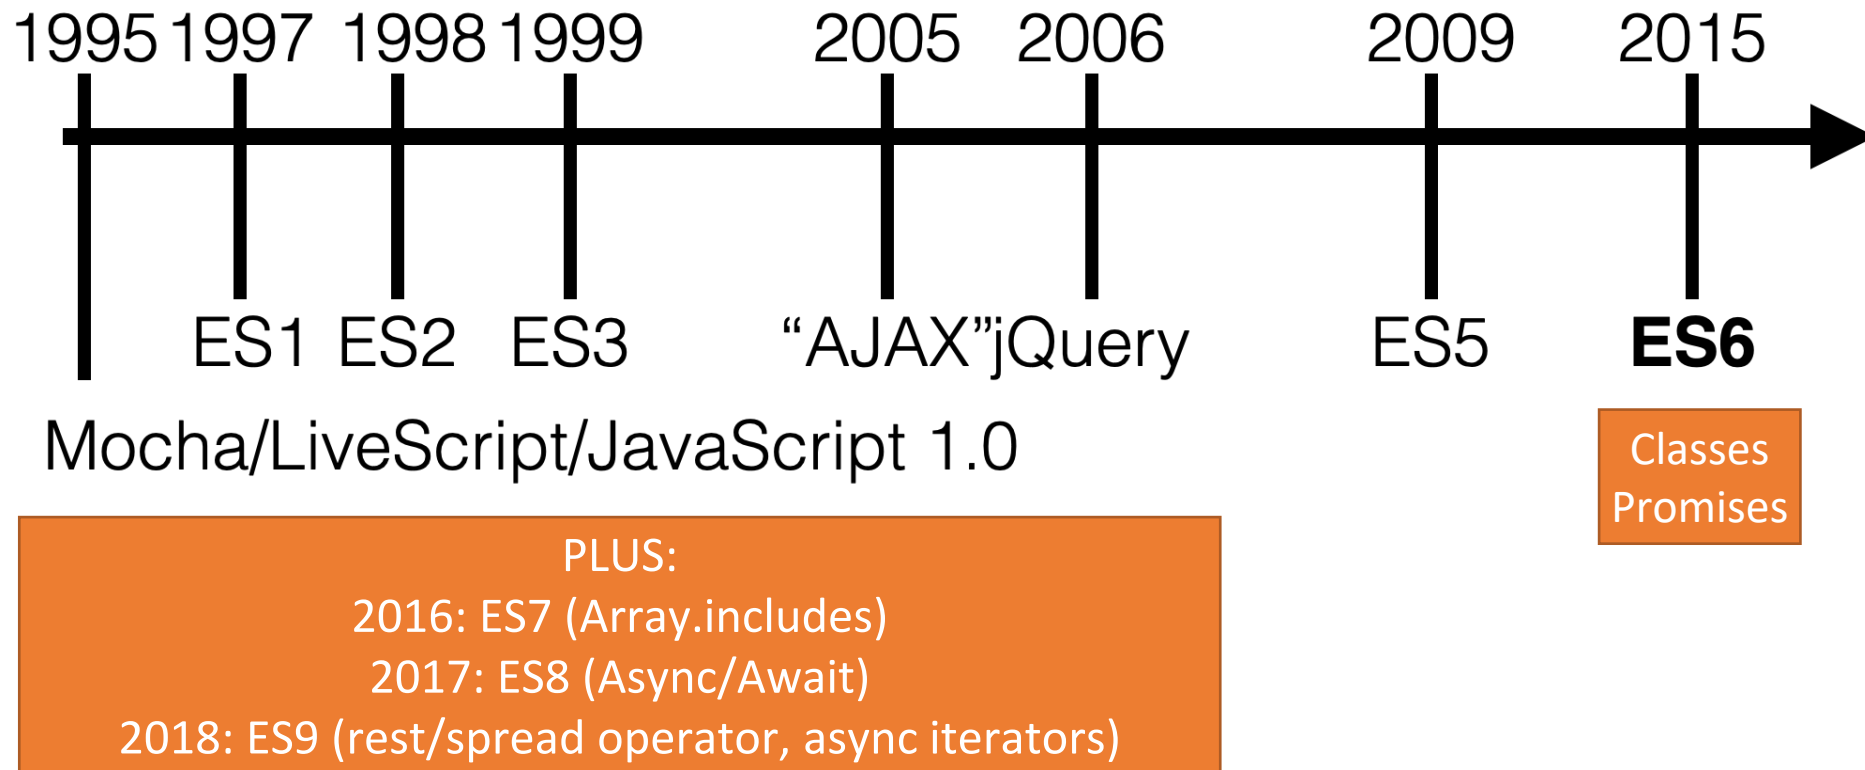 1995 1997 1998 1999 2005 2006 2009 2015
ES1 ES2 ES3 “AJAX” jQuery ES5 ES6
Mocha/LiveScript/JavaScript 1.0
Classes
Promises
PLUS:
2016: ES7 (Array.includes)
2017: ES8 (Async/Await)
2018: ES9 (rest/spread operator, async iterators)